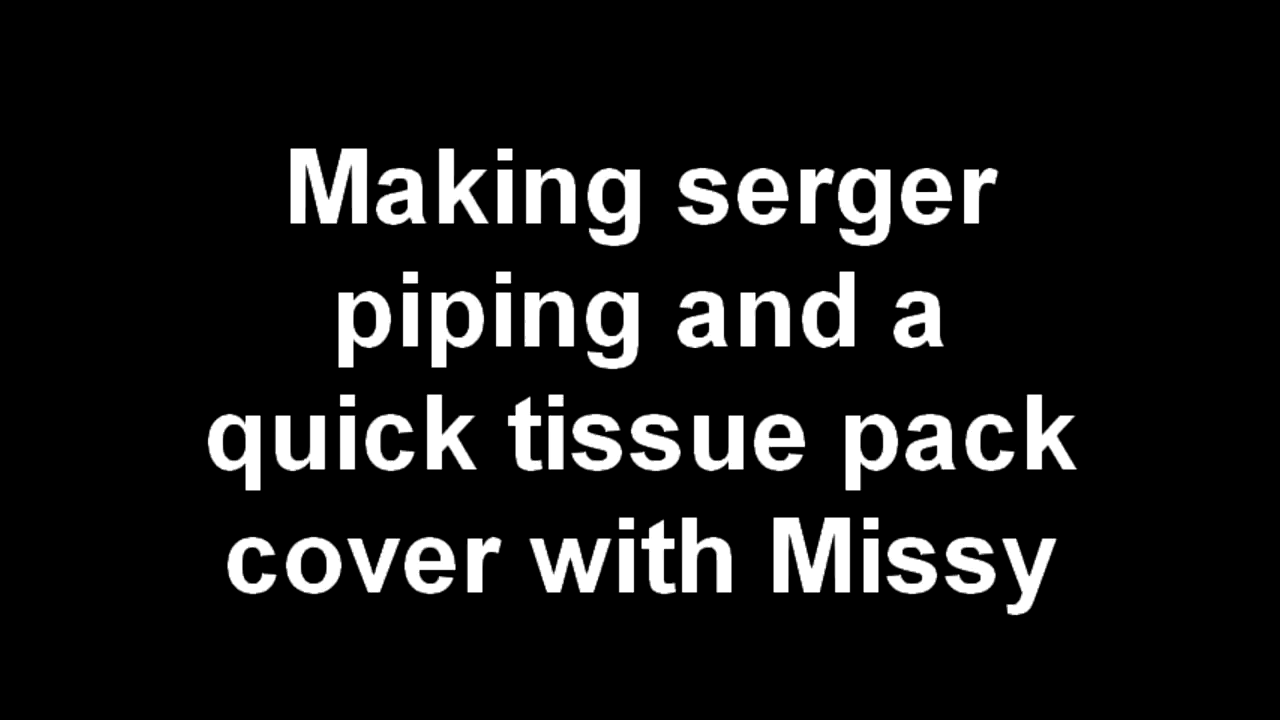 Making serger
piping and a
quick tissue pack
cover with Missy